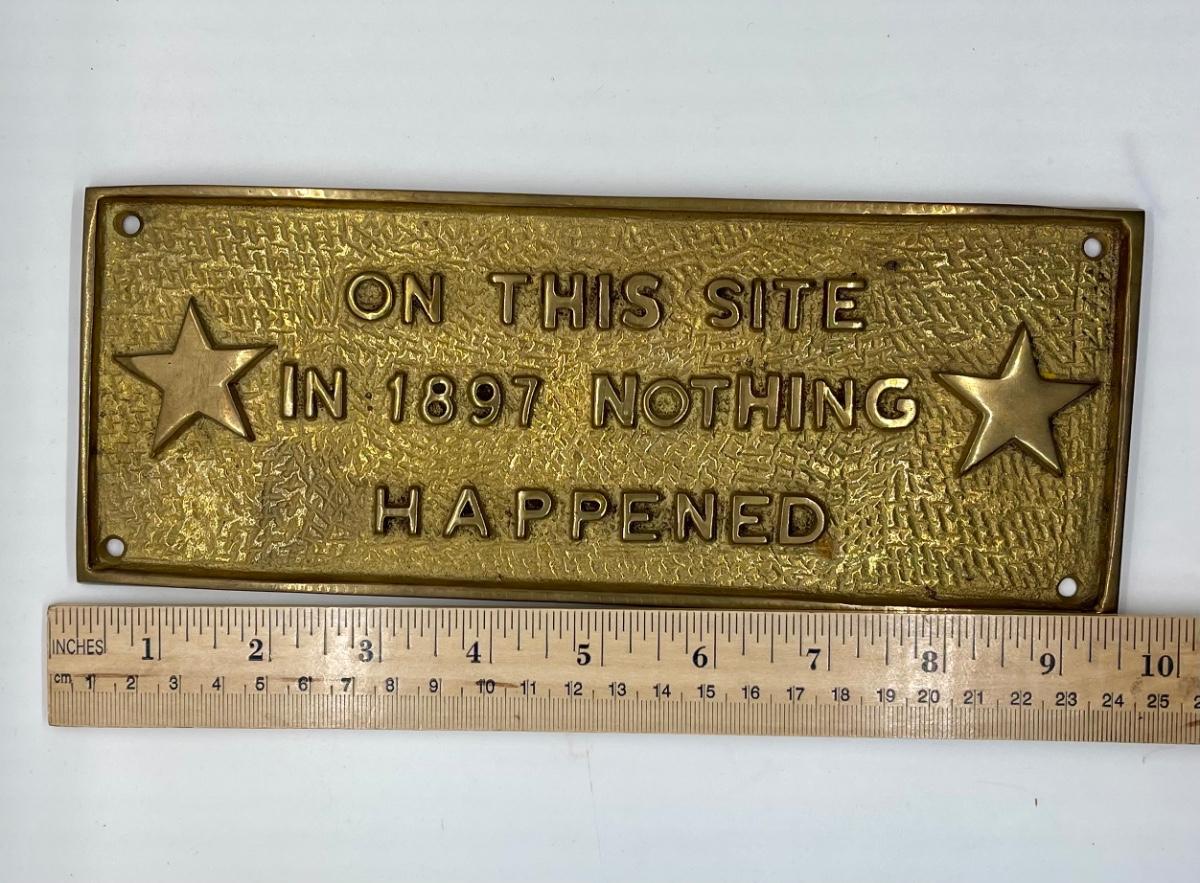 ON THIS SITE
IN 1897 NOTHING
HAPPENED
INCHES 1 2 3 4 5 6 7 8 9 10
cm 1 2 3 4 5 6 7 8 9 10 11 12 13 14 15 16 17 18 19 20 21 22 23 24 25